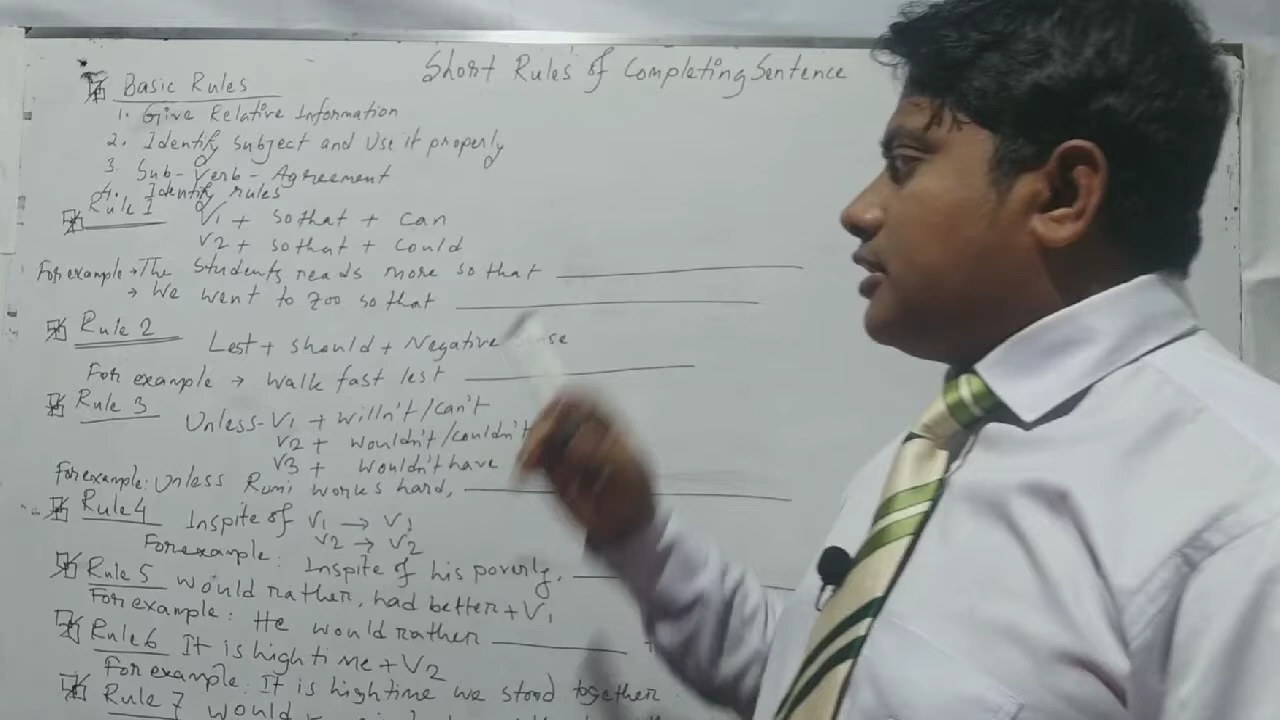 Short Rules of Completing Sentence
Basic Rules
1. Give Relative Information
2. Identify Subject and Use it properly
3. Sub-Verb-Agreement
4. Identify rules
Rule 1
V1 + so that + can
V2 + so that + could
For example → The Students reads more so that
→ We went to zoo so that
Rule 2
Lest + should + Negative
For example → Walk fast lest
Rule 3
Unless - V1 + willn't/can't
V2 + wouldn't/couldn't
V3 + wouldn't have
For example: Unless Rumi works hard,
Rule 4
Inspite of V1 → V1
V2 → V2
For example: Inspite of his poverty,
Rule 5 would rather, had better + V1
For example: He would rather
Rule 6 It is high time + V2
For example: It is high time we stood together.
Rule 7 would